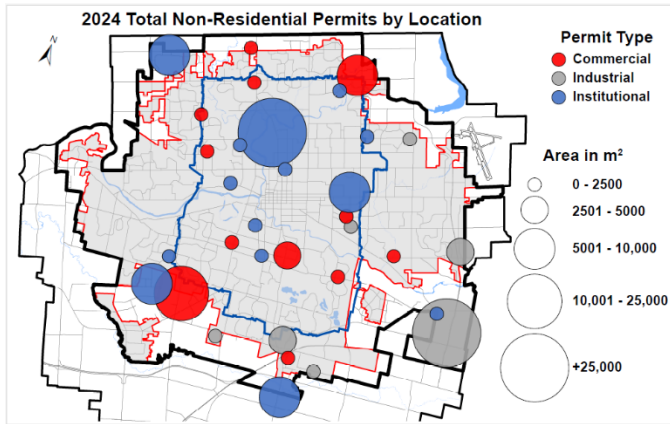 2024 Total Non-Residential Permits by Location
N
Permit Type
Commercial
Industrial
Institutional
Area in m²
0 - 2500
2501 - 5000
5001 - 10,000
10,001 - 25,000
+25,000